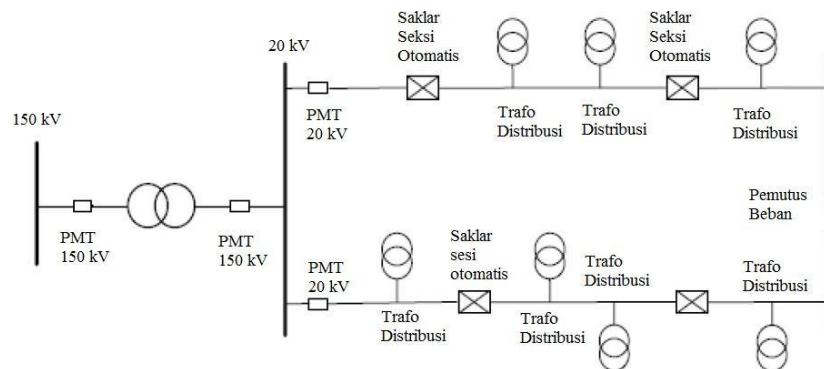 20 kV
Saklar
Seksi
Otomatis
Saklar
Seksi
Otomatis
PMT
20 kV
Trafo
Distribusi
Trafo
Distribusi
Trafo
Distribusi
150 kV
PMT
150 kV
PMT
150 kV
Pemutus
Beban
PMT
20 kV
Saklar
sesi
otomatis
Trafo
Distribusi
Trafo
Distribusi
Trafo
Distribusi
Trafo
Distribusi